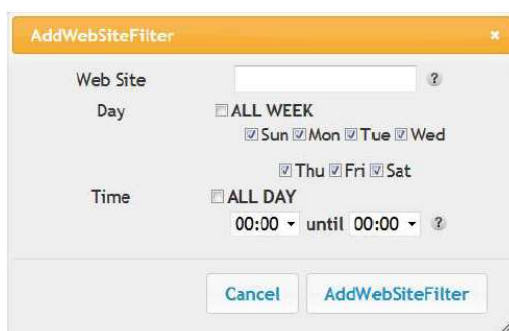 AddWebSiteFilter ×
Web Site ?
Day ALL WEEK
Sun Mon Tue Wed
Thu Fri Sat
Time ALL DAY
00:00 until 00:00 ?
Cancel AddWebSiteFilter